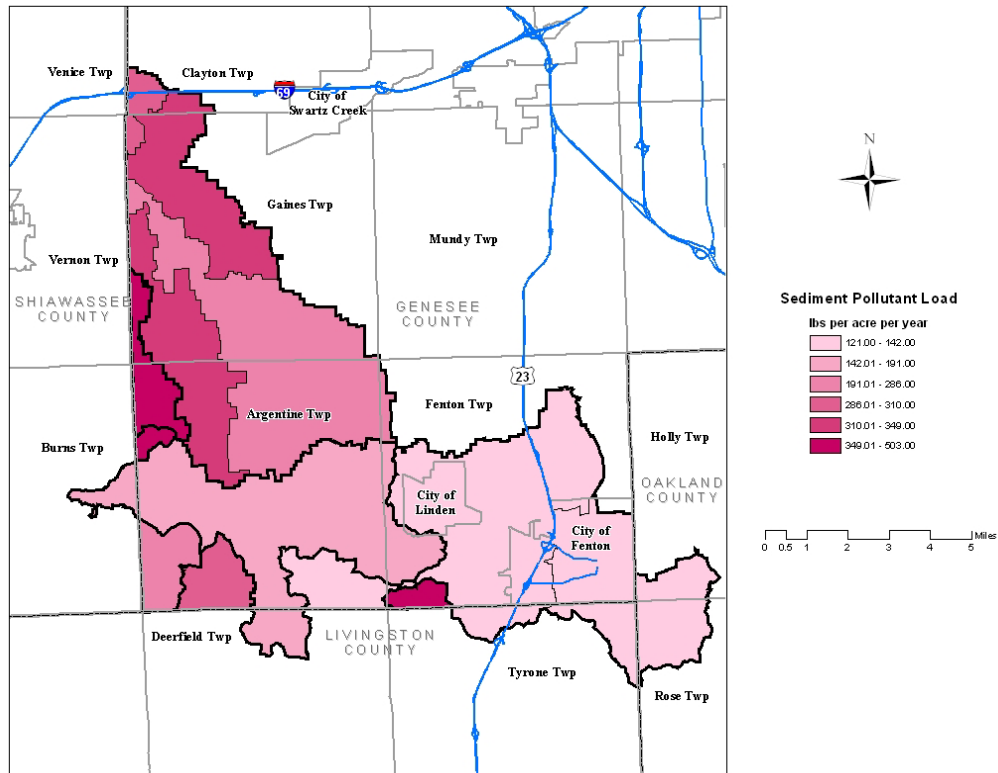 Venice Twp
Clayton Twp
69
City of
Swartz Creek
N
Gaines Twp
Mundy Twp
Vernon Twp
SHIAWASSEE
COUNTY
GENESEE
COUNTY
Sediment Pollutant Load
lbs per acre per year
121.00 - 142.00
142.01 - 191.00
191.01 - 286.00
286.01 - 310.00
310.01 - 349.00
349.01 - 503.00
23
Argentine Twp
Fenton Twp
Burns Twp
Holly Twp
OAKLAND
COUNTY
City of
Linden
City of
Fenton
Miles
0 0.5 1 2 3 4 5
Deerfield Twp
LIVINGSTON
COUNTY
Tyrone Twp
Rose Twp